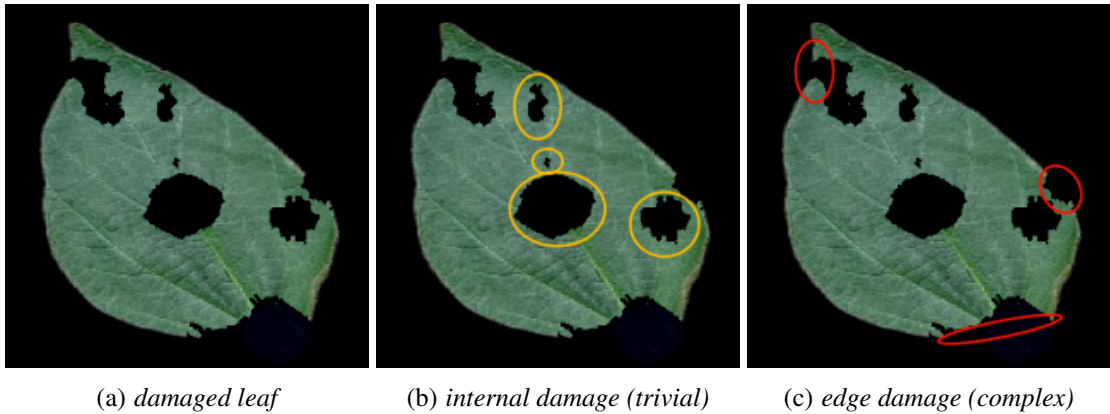 (a) damaged leaf
(b) internal damage (trivial)
(c) edge damage (complex)